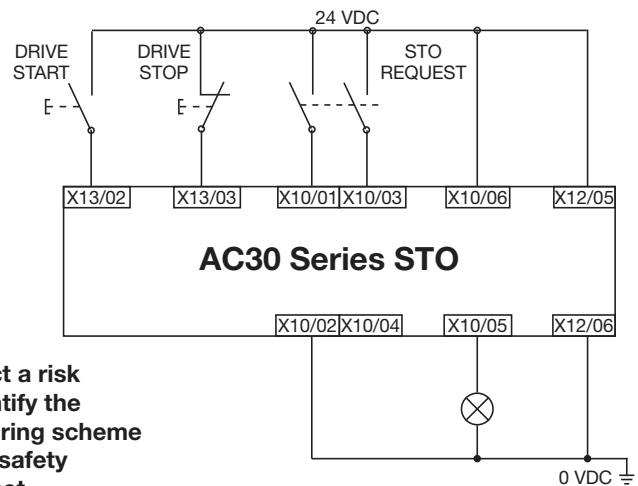 24 VDC
DRIVE
START
DRIVE
STOP
STO
REQUEST
X13/02 X13/03 X10/01 X10/03 X10/06 X12/05
AC30 Series STO
X10/02 X10/04 X10/05 X12/06
ct a risk
ntify the
ring scheme
safety
0 VDC